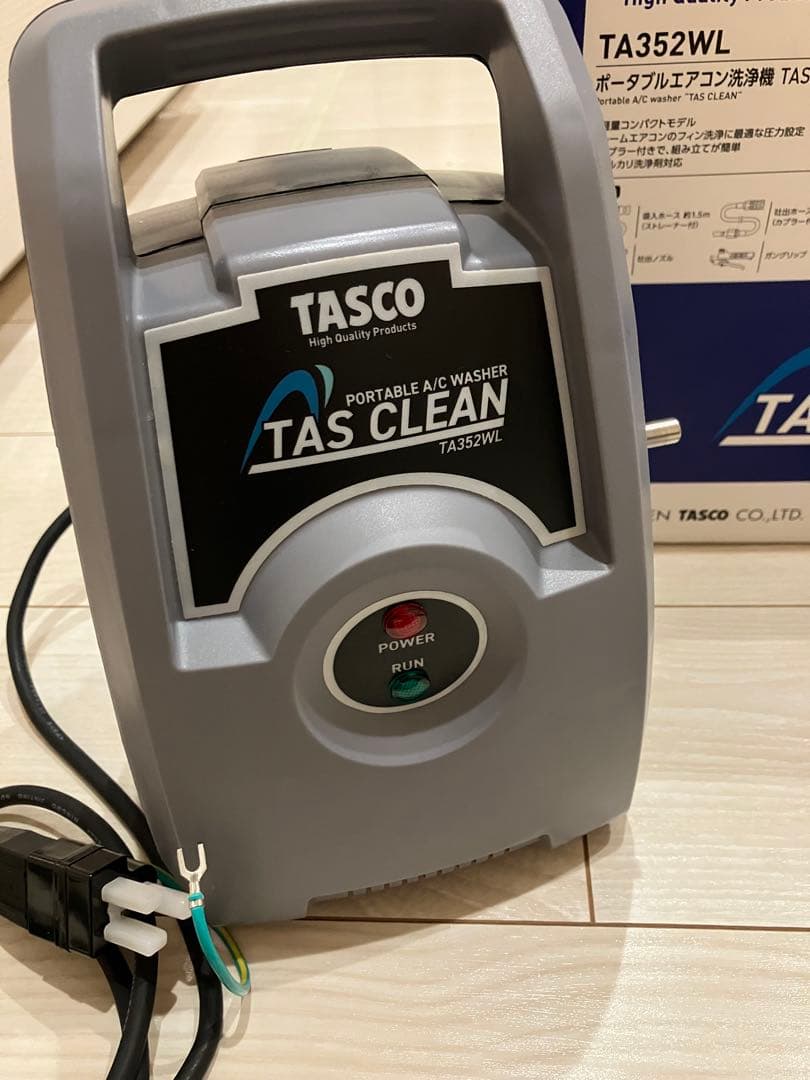 TA352WL
ポータブルエアコン洗浄機 TAS
Portable A/C washer "TAS CLEAN"
軽量コンパクトモデル
ルームエアコンのフィン洗浄に最適な圧力設定
カプラー付きで、組み立てが簡単
アルカリ洗浄剤対応
吸入ホース 約1.5m
(ストレーナー付)
吐出ホース
(カプラー付
吐出ノズル
ガングリップ
TASCO
High Quality Products
PORTABLE A/C WASHER
TAS CLEAN
TA352WL
TA
EN TASCO CO.,LTD.
POWER
RUN